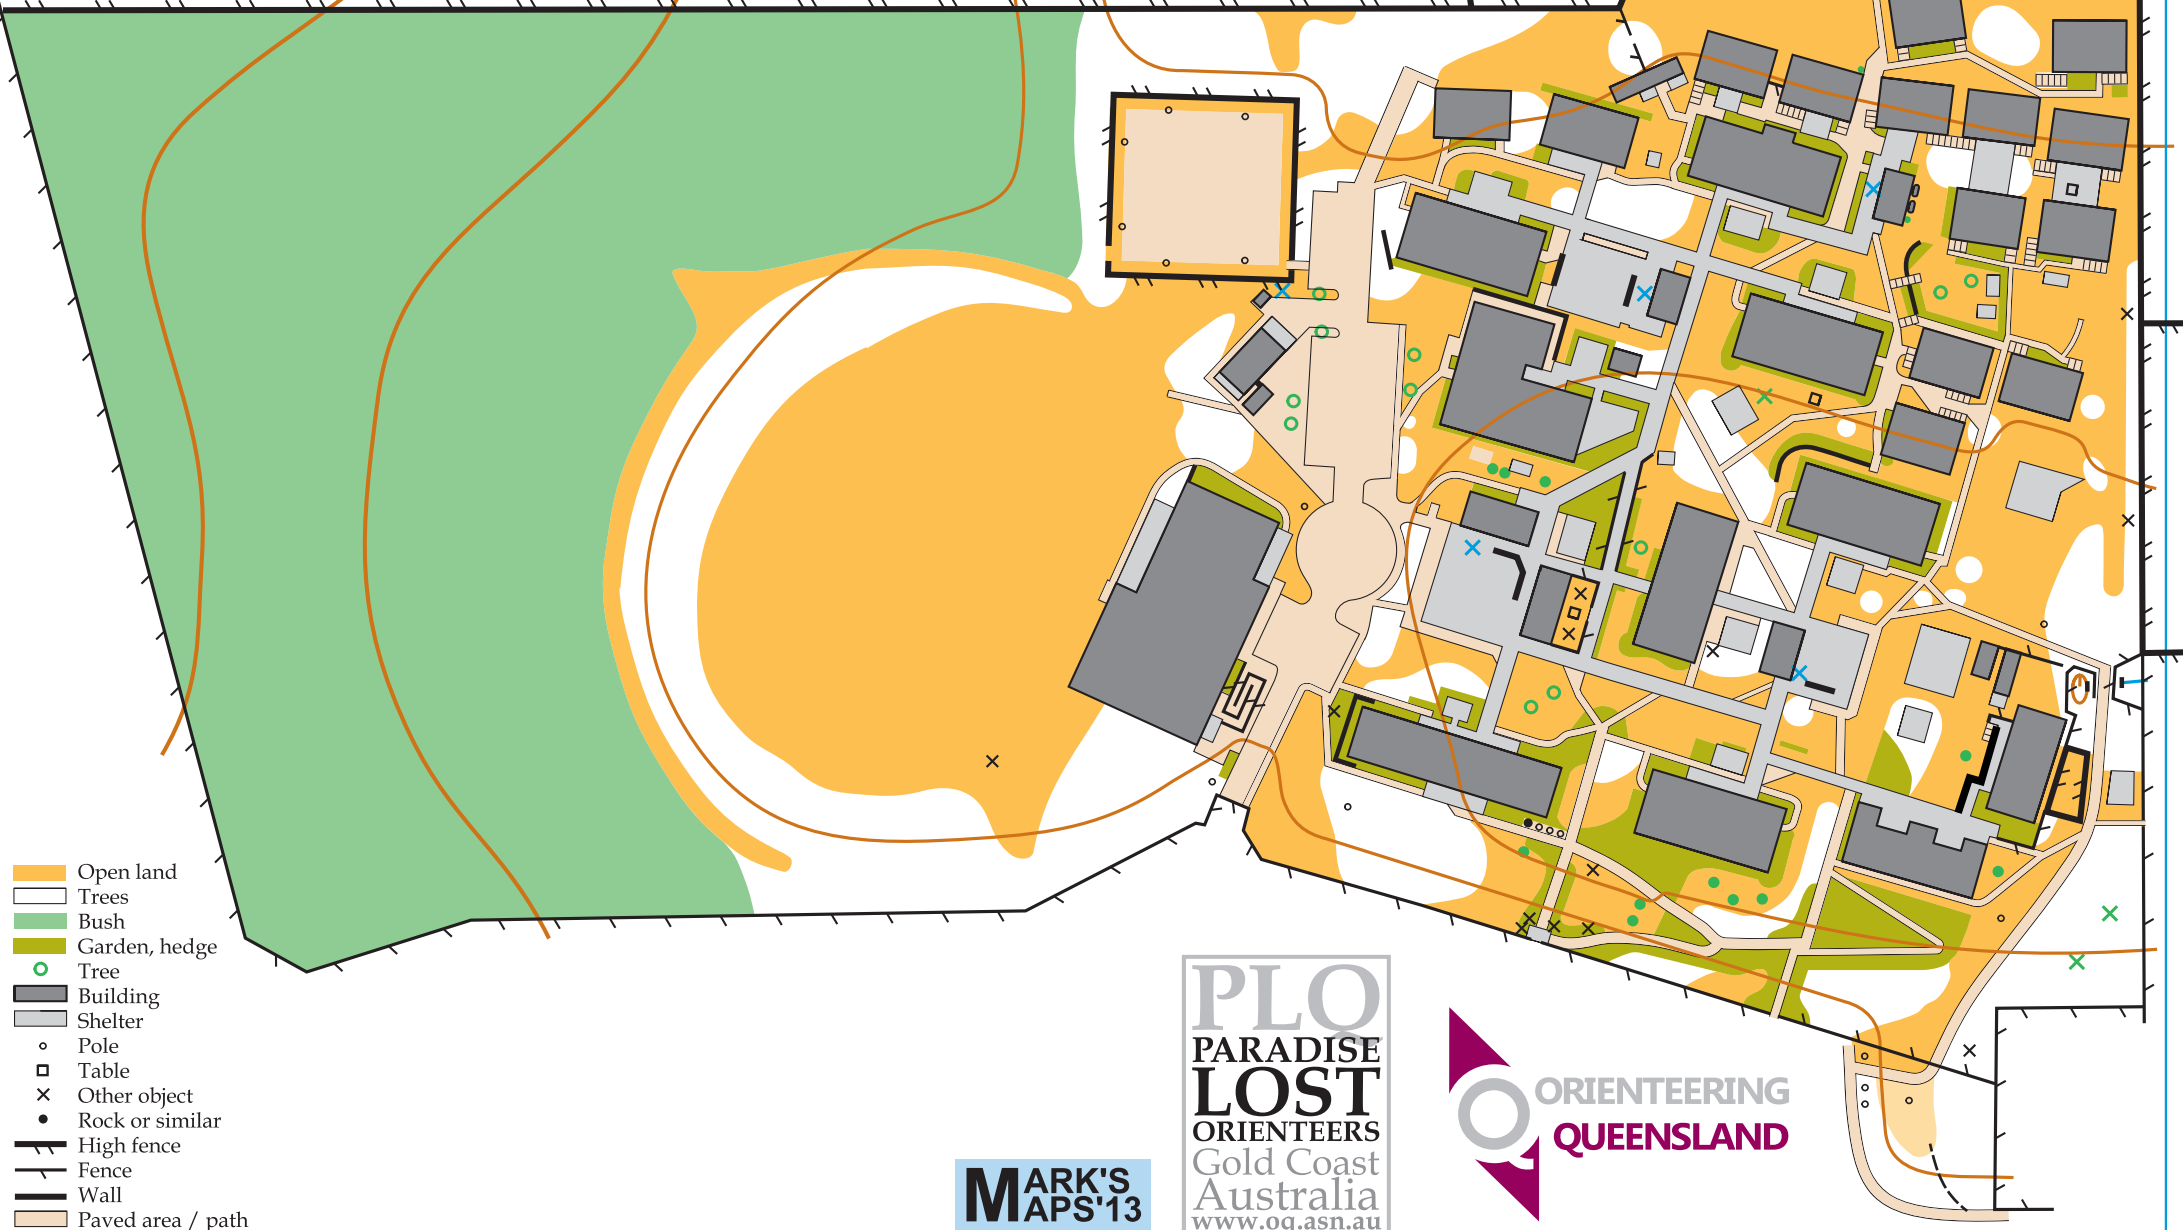 Open land
Trees
Bush
Garden, hedge
Tree
Building
Shelter
Pole
Table
Other object
Rock or similar
High fence
Fence
Wall
Paved area / path
MARK'S
MAPS'13
PLQ
PARADISE
LOST
ORIENTEERS
Gold Coast
Australia
www.oq.asn.au
ORIENTEERING
QUEENSLAND